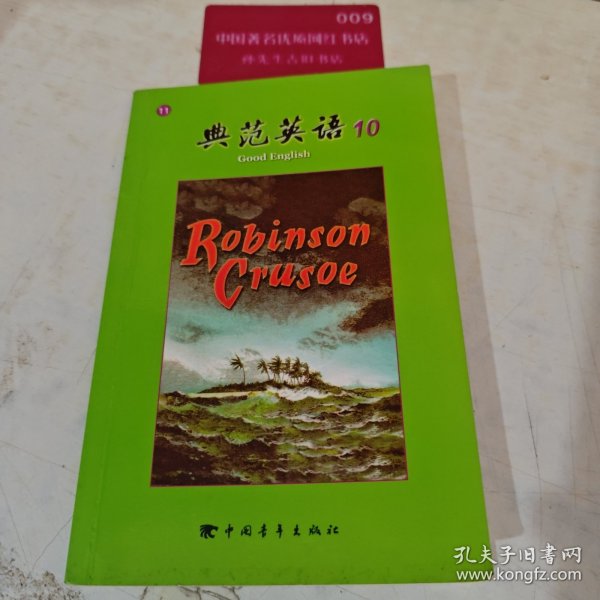 009
中国著名优质网红书店
孙先生古旧书店
11
典范英语 10
Good English
Robinson
Crusoe
中国青年出版社
孔夫子旧书网
www.kongfz.com